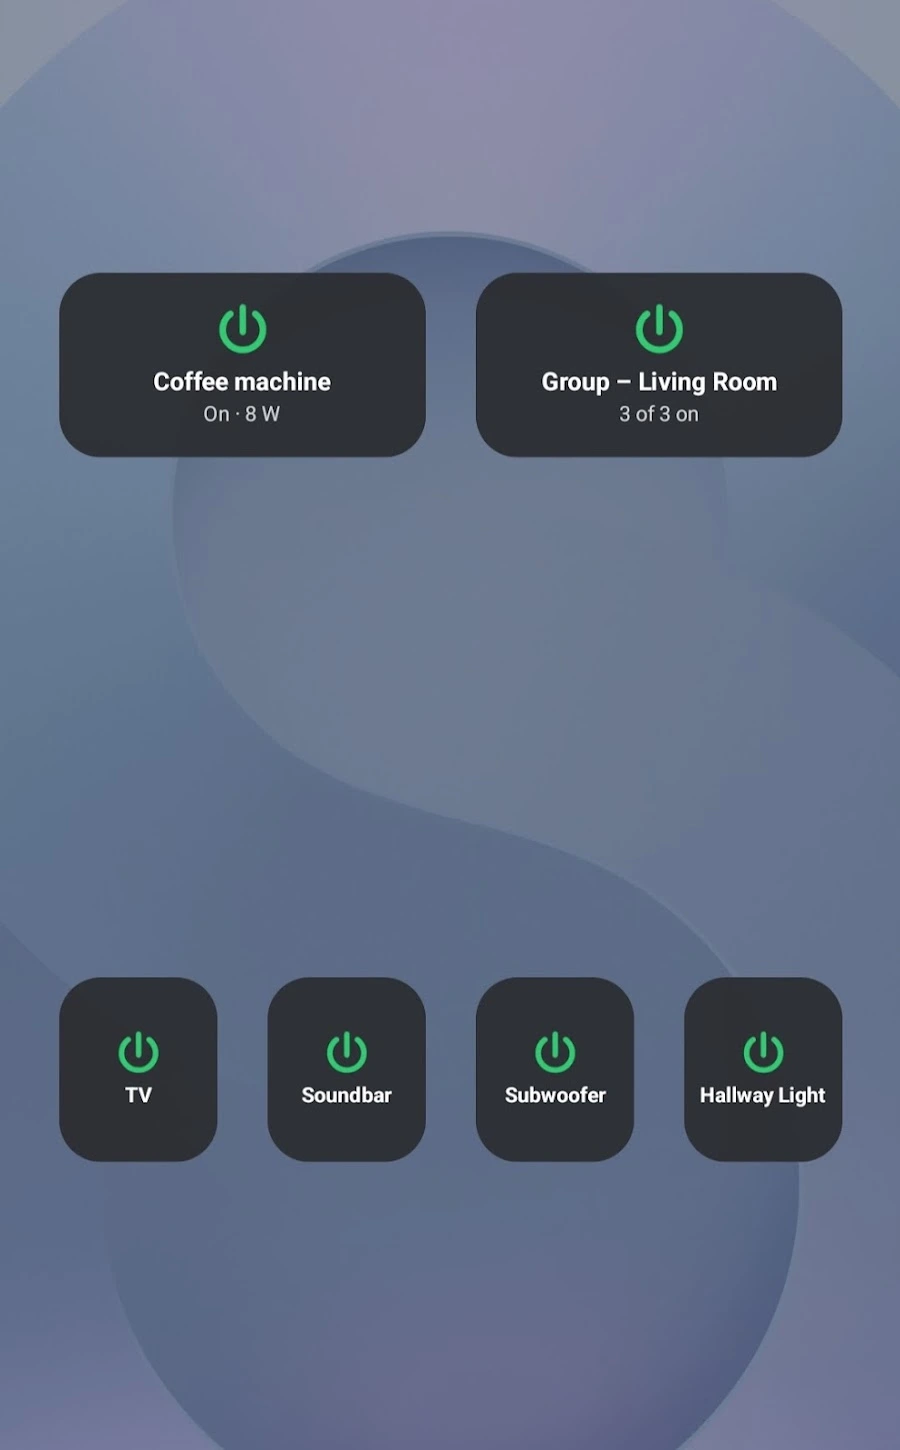 Coffee machine
On · 8 W
Group – Living Room
3 of 3 on
TV
Soundbar
Subwoofer
Hallway Light